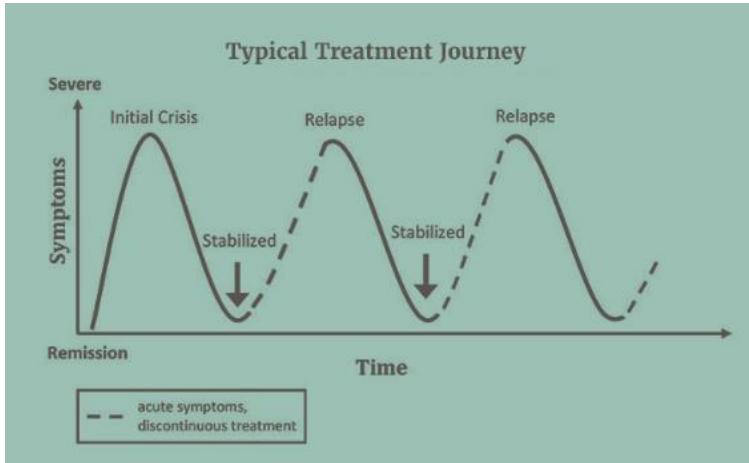 Typical Treatment Journey
Severe
Initial Crisis
Relapse
Relapse
Symptoms
Stabilized
Stabilized
Remission
Time
acute symptoms,
discontinuous treatment